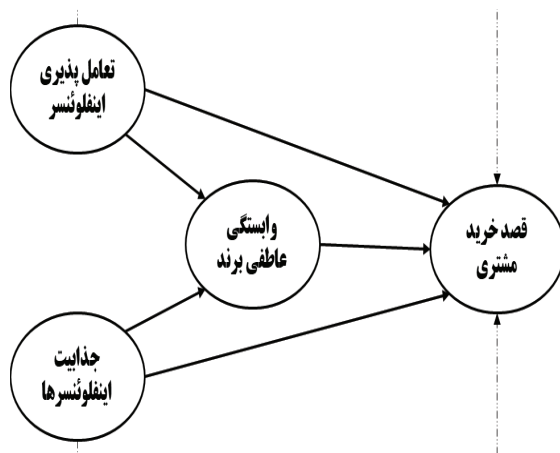 تعامل پذیری
اینفلوئنسر
وابستگی
عاطفی برند
قصد خرید
مشتری
جذابیت
اینفلوئنسرها